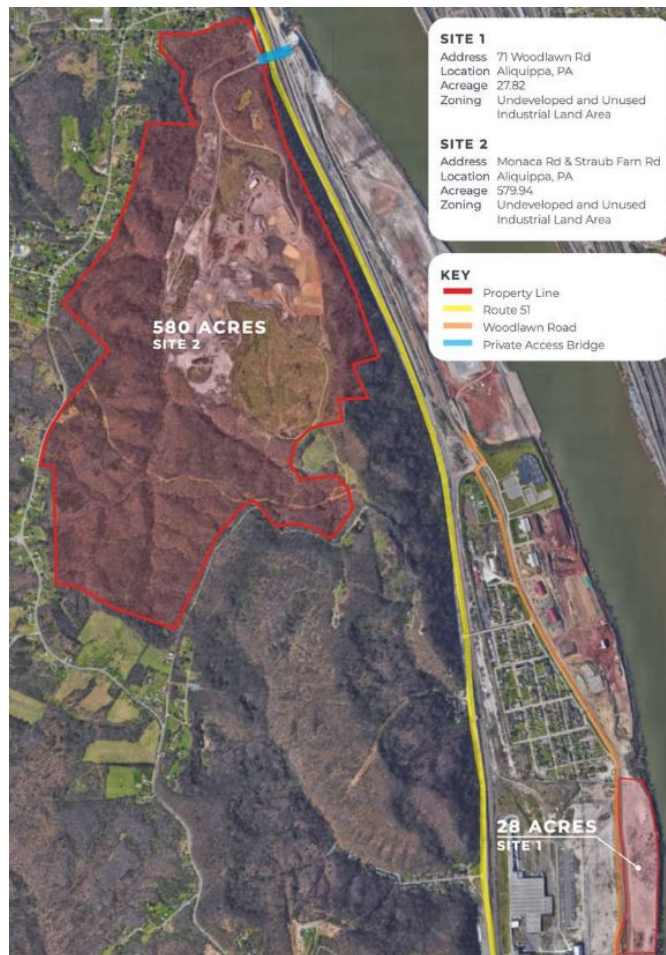 SITE 1
Address 71 Woodlawn Rd
Location Aliquippa, PA
Acreage 27.82
Zoning Undeveloped and Unused
Industrial Land Area
SITE 2
Address Monaca Rd & Straub Farn Rd
Location Aliquippa, PA
Acreage 579.94
Zoning Undeveloped and Unused
Industrial Land Area
KEY
Property Line
Route 51
Woodlawn Road
Private Access Bridge
580 ACRES
SITE 2
28 ACRES
SITE 1